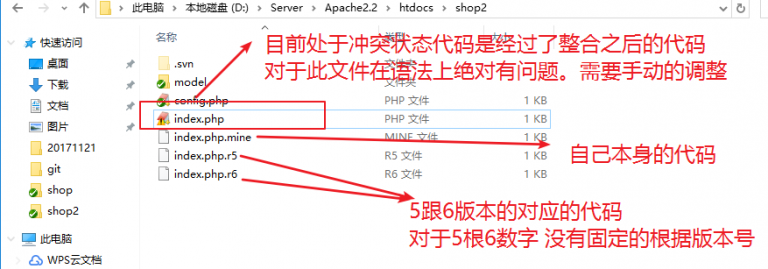 此电脑 › 本地磁盘 (D:) › Server › Apache2.2 › htdocs › shop2
快速访问
桌面
下载
文档
图片
20171121
git
shop
shop2
此电脑
WPS云文档
名称
.svn
model
文件夹
config.php
PHP 文件
1 KB
index.php
PHP 文件
1 KB
index.php.mine
MINE 文件
1 KB
index.php.r5
R5 文件
1 KB
index.php.r6
R6 文件
1 KB
目前处于冲突状态代码是经过了整合之后的代码
对于此文件在语法上绝对有问题。需要手动的调整
自己本身的代码
5跟6版本的对应的代码
对于5根6数字 没有固定的根据版本号